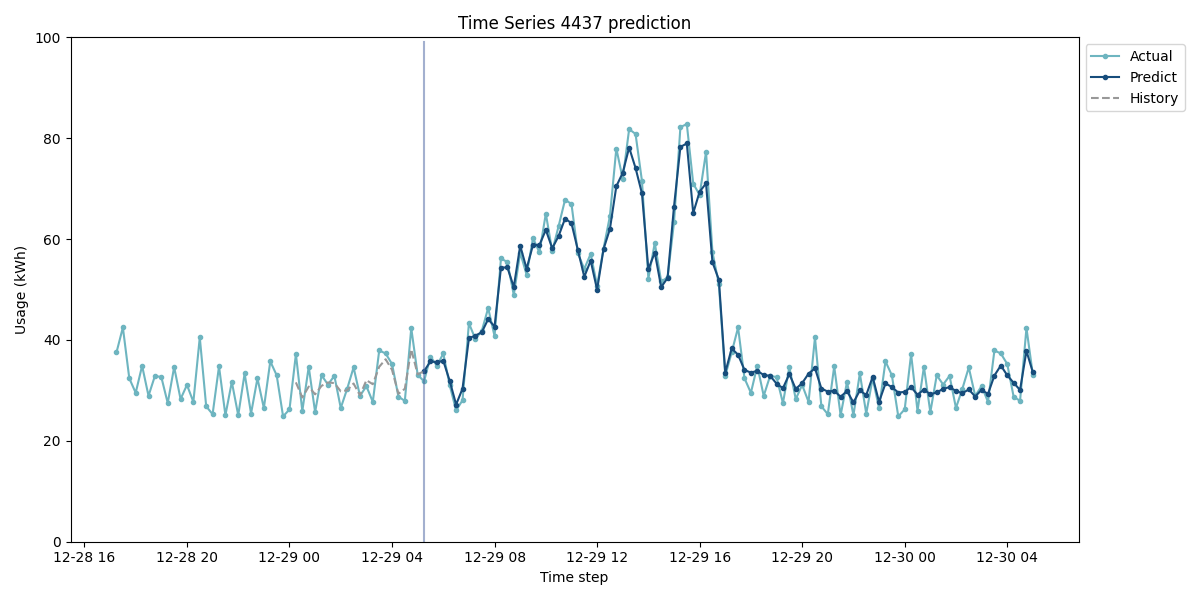 Time Series 4437 prediction
Usage (kWh)
100
80
60
40
20
0
12-28 16
12-28 20
12-29 00
12-29 04
12-29 08
12-29 12
12-29 16
12-29 20
12-30 00
12-30 04
Time step
Actual
Predict
History